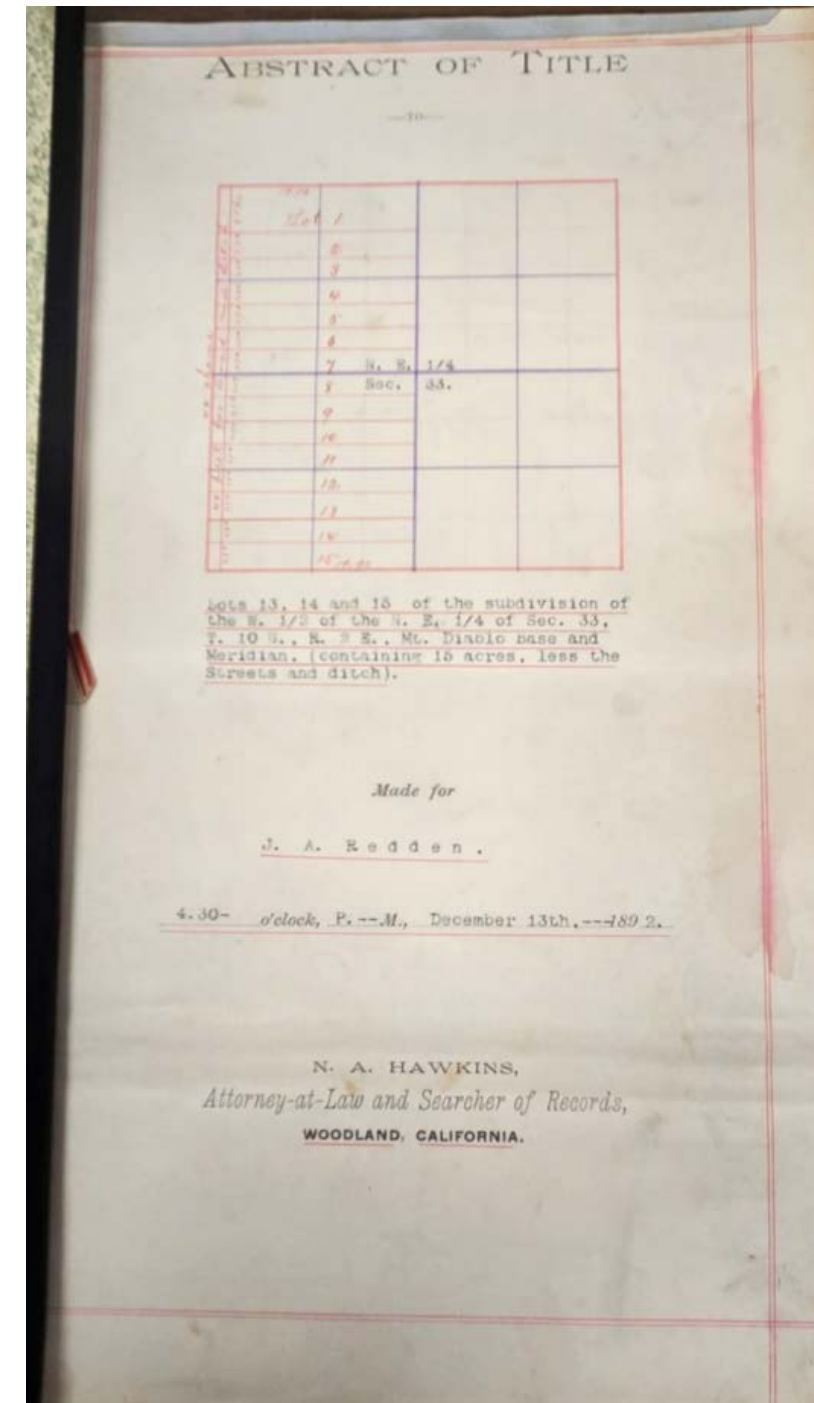 ABSTRACT OF TITLE
—TO—
Lot 1
2
3
4
5
6
7 N. E. 1/4
8 Sec. 33.
9
10
11
12
13
14
15
Lots 13, 14 and 15 of the subdivision of
the W. 1/2 of the N. E. 1/4 of Sec. 33,
T. 10 N., R. 2 E., Mt. Diablo base and
Meridian, (containing 15 acres, less the
Streets and ditch).
Made for
J. A. Redden.
4.30- o'clock, P.--M., December 13th,---1892.
N. A. HAWKINS,
Attorney-at-Law and Searcher of Records,
WOODLAND, CALIFORNIA.